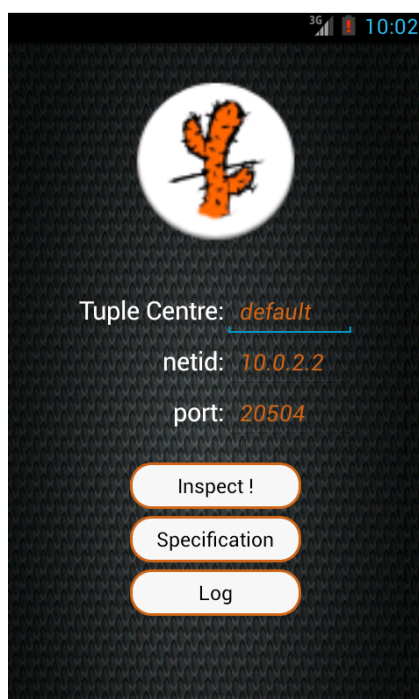 3G 10:02
Tuple Centre: default
netid: 10.0.2.2
port: 20504
Inspect !
Specification
Log